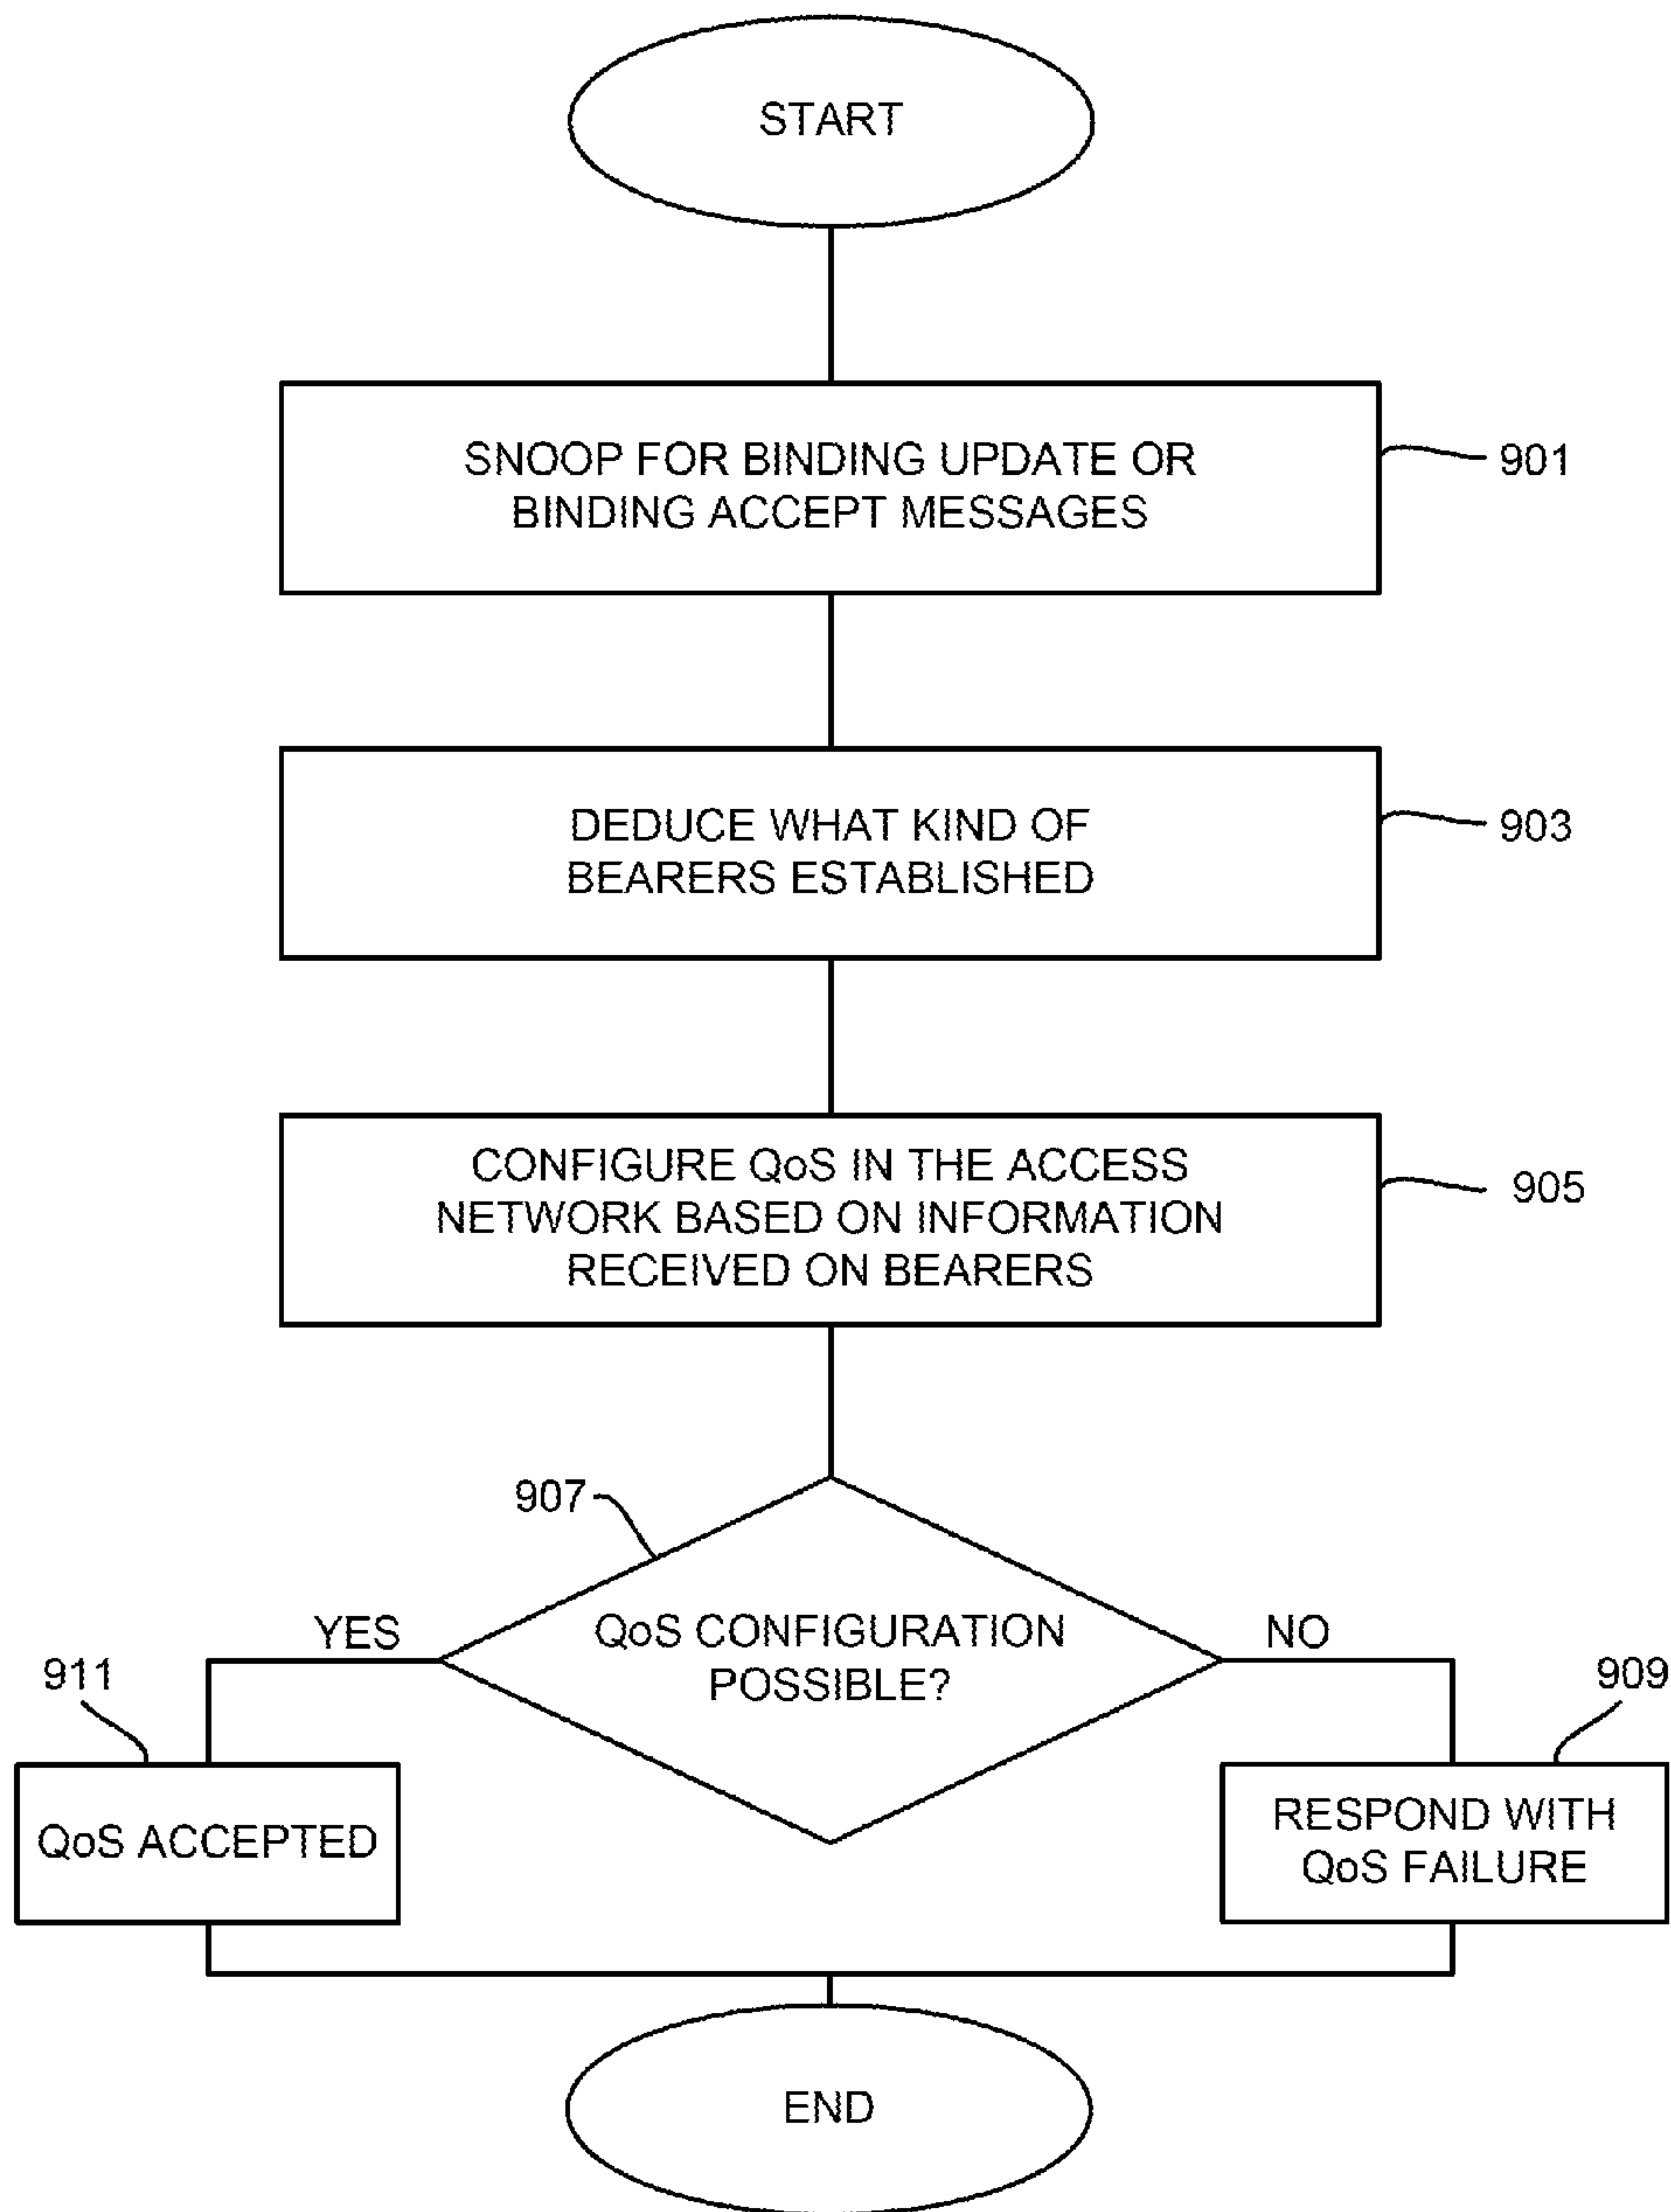 START
SNOOP FOR BINDING UPDATE OR
BINDING ACCEPT MESSAGES
901
DEDUCE WHAT KIND OF
BEARERS ESTABLISHED
903
CONFIGURE QoS IN THE ACCESS
NETWORK BASED ON INFORMATION
RECEIVED ON BEARERS
905
907
QoS CONFIGURATION
POSSIBLE?
YES
NO
911
909
QoS ACCEPTED
RESPOND WITH
QoS FAILURE
END